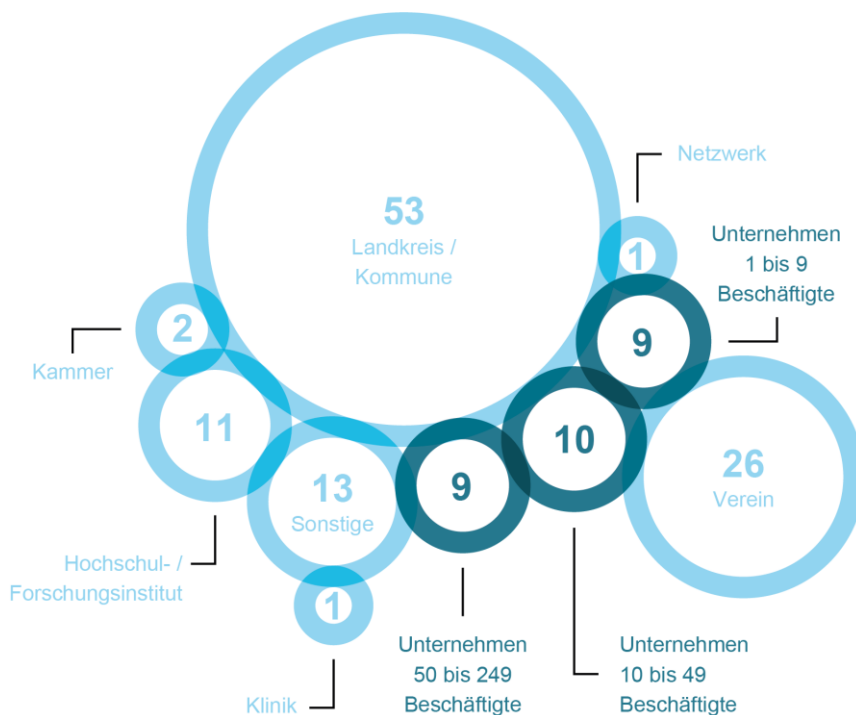 53
Landkreis /
Kommune
Netzwerk
1
Unternehmen
1 bis 9
Beschäftigte
9
2
Kammer
11
Hochschul- /
Forschungsinstitut
13
Sonstige
1
Klinik
9
Unternehmen
50 bis 249
Beschäftigte
10
Unternehmen
10 bis 49
Beschäftigte
26
Verein